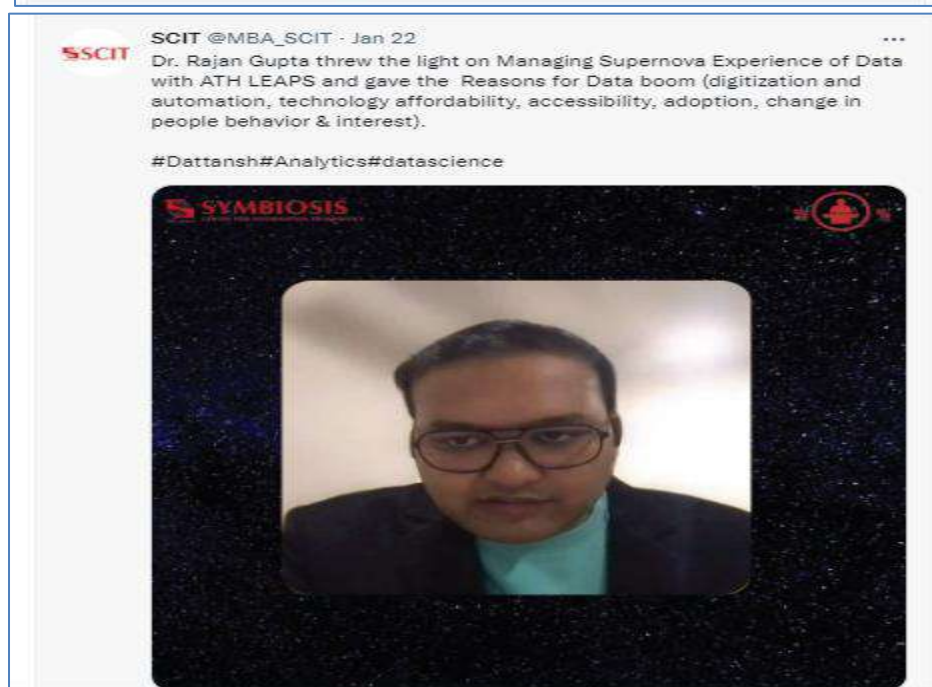 SCIT @MBA_SCIT · Jan 22
SSCIT
Dr. Rajan Gupta threw the light on Managing Supernova Experience of Data
with ATH LEAPS and gave the Reasons for Data boom (digitization and
automation, technology affordability, accessibility, adoption, change in
people behavior & interest).
#Dattansh#Analytics#datascience
SYMBIOSIS